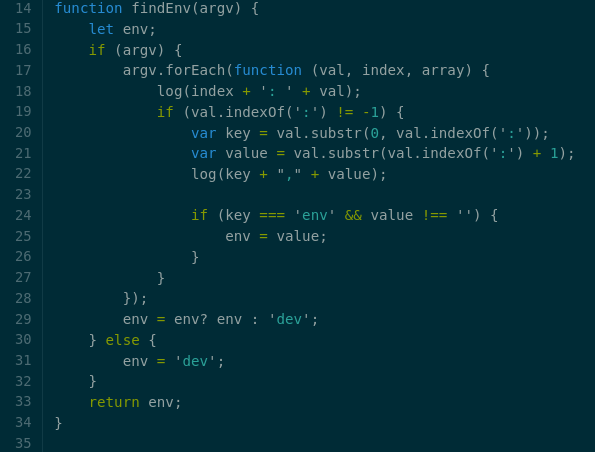 14 function findEnv(argv) {
15     let env;
16     if (argv) {
17         argv.forEach(function (val, index, array) {
18             log(index + ': ' + val);
19             if (val.indexOf(':') != -1) {
20                 var key = val.substr(0, val.indexOf(':'));
21                 var value = val.substr(val.indexOf(':') + 1);
22                 log(key + "," + value);
23
24                 if (key === 'env' && value !== '') {
25                     env = value;
26                 }
27             }
28         });
29         env = env? env : 'dev';
30     } else {
31         env = 'dev';
32     }
33     return env;
34 }
35